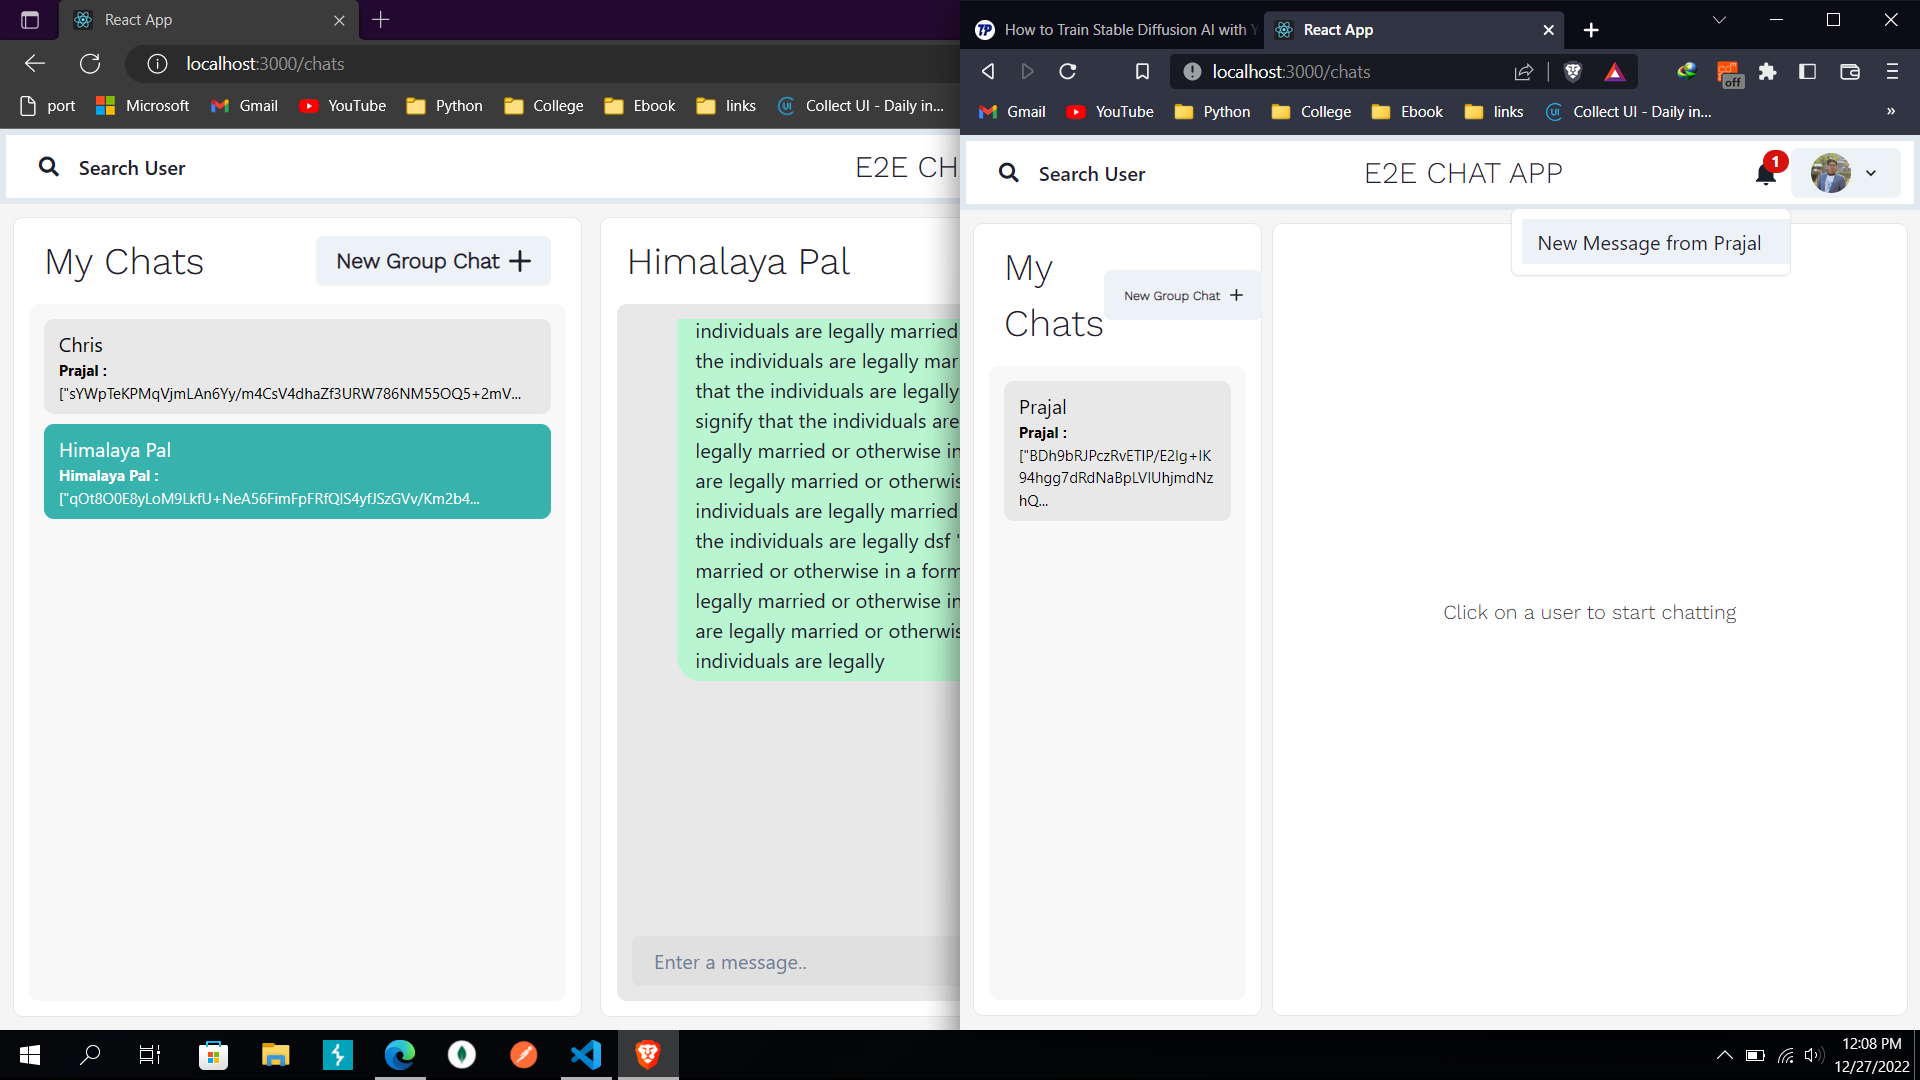 React App
localhost:3000/chats
port
Microsoft
Gmail
YouTube
Python
College
Ebook
links
Collect UI - Daily in...
Search User
E2E CH
My Chats
New Group Chat +
Chris
Prajal :
["sYWpTeKPMqVjmLAn6Yy/m4CsV4dhaZf3URW786NM55OQ5+2mV...
Himalaya Pal
Himalaya Pal :
["qOt8O0E8yLoM9LkfU+NeA56FimFpFRfQIS4yfJSzGVv/Km2b4...
Himalaya Pal
individuals are legally married
the individuals are legally mar
that the individuals are legally
signify that the individuals are
legally married or otherwise in
are legally married or otherwis
individuals are legally married
the individuals are legally dsf '
married or otherwise in a form
legally married or otherwise in
are legally married or otherwis
individuals are legally
Enter a message..
How to Train Stable Diffusion AI with Y
React App
localhost:3000/chats
off
Gmail
YouTube
Python
College
Ebook
links
Collect UI - Daily in...
»
Search User
E2E CHAT APP
1
New Message from Prajal
My
Chats
New Group Chat +
Prajal
Prajal :
["BDh9bRJPczRvETIP/E2Ig+IK
94hgg7dRdNaBpLVIUhjmdNz
hQ...
Click on a user to start chatting
12:08 PM
12/27/2022